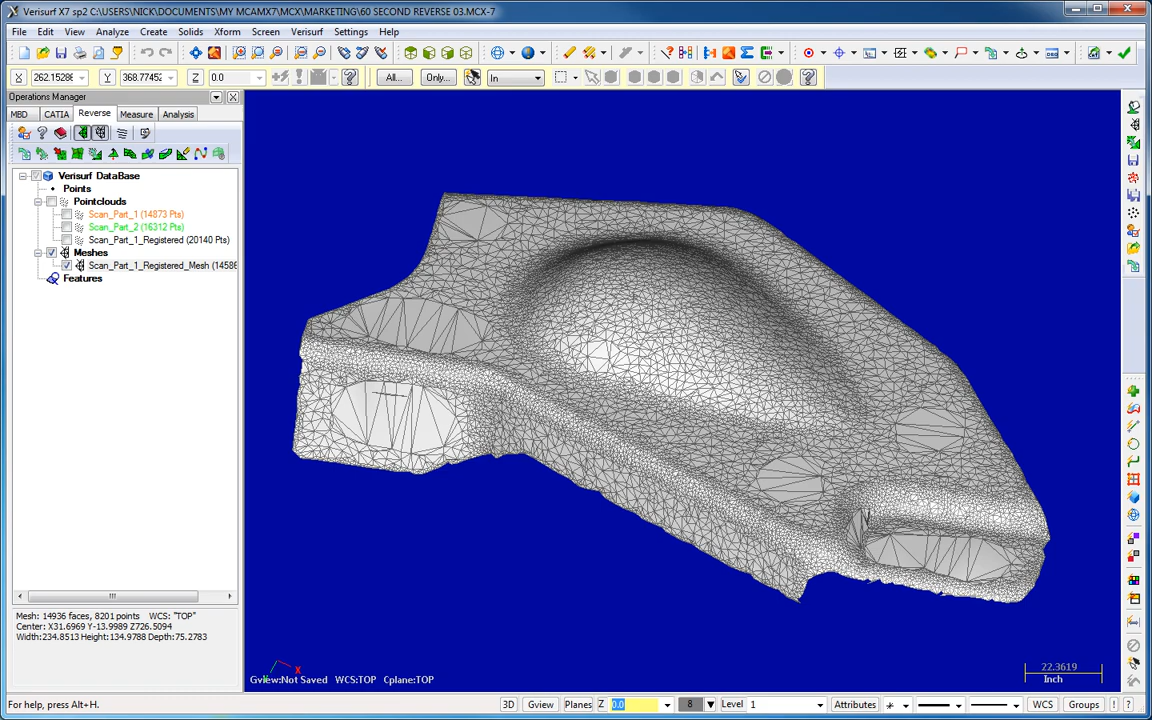 Verisurf X7 sp2 C:\USERS\NICK\DOCUMENTS\MY MCAMX7\MCX\MARKETING\60 SECOND REVERSE 03.MCX-7
File Edit View Analyze Create Solids Xform Screen Verisurf Settings Help
X 262.1528 Y 368.7745 Z 0.0 All... Only... In
Operations Manager
MBD CATIA Reverse Measure Analysis
Verisurf DataBase
Points
Pointclouds
Scan_Part_1 (14873 Pts)
Scan_Part_2 (16312 Pts)
Scan_Part_1_Registered (20140 Pts)
Meshes
Scan_Part_1_Registered_Mesh (1458
Features
Mesh: 14936 faces, 8201 points WCS: "TOP"
Center: X31.6969 Y-13.9989 Z726.5094
Width:234.8513 Height:134.9788 Depth:75.2783
X
Y
Gview:Not Saved WCS:TOP Cplane:TOP
22.3619
Inch
For help, press Alt+H.
3D Gview Planes Z 0.0 8 Level 1 Attributes WCS Groups ! ?